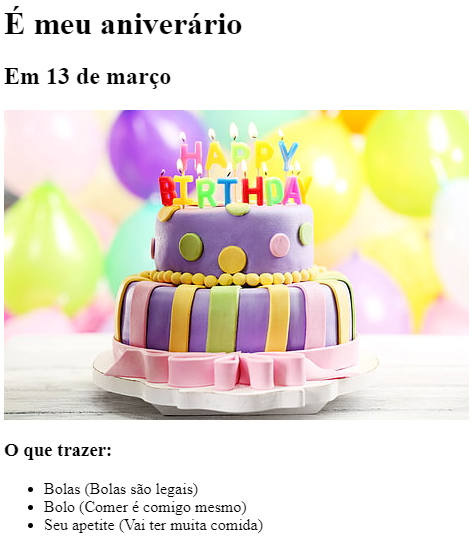 É meu aniverário
Em 13 de março
HAPPY
BIRTHDAY
O que trazer:
Bolas (Bolas são legais)
Bolo (Comer é comigo mesmo)
Seu apetite (Vai ter muita comida)